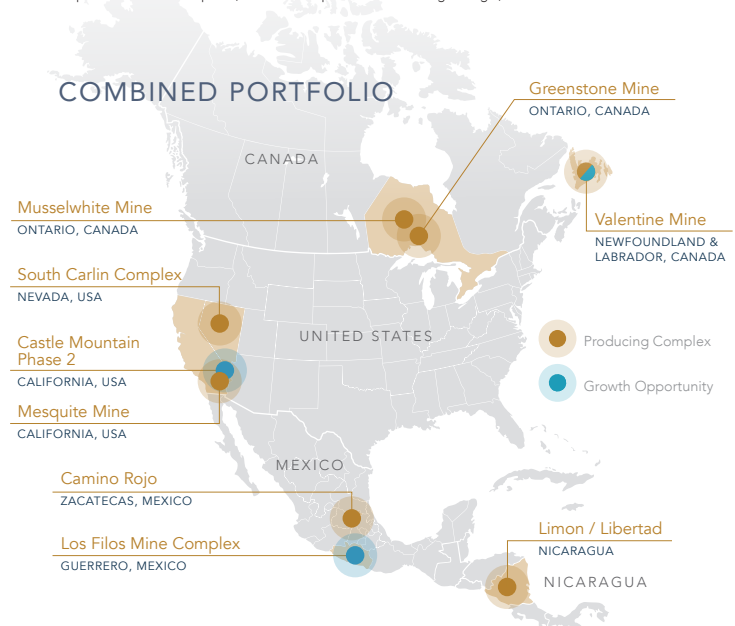 COMBINED PORTFOLIO
Greenstone Mine
ONTARIO, CANADA
CANADA
Musselwhite Mine
ONTARIO, CANADA
Valentine Mine
NEWFOUNDLAND &
LABRADOR, CANADA
South Carlin Complex
NEVADA, USA
UNITED STATES
Castle Mountain
Phase 2
CALIFORNIA, USA
Producing Complex
Growth Opportunity
Mesquite Mine
CALIFORNIA, USA
MEXICO
Camino Rojo
ZACATECAS, MEXICO
Los Filos Mine Complex
GUERRERO, MEXICO
Limon / Libertad
NICARAGUA
NICARAGUA